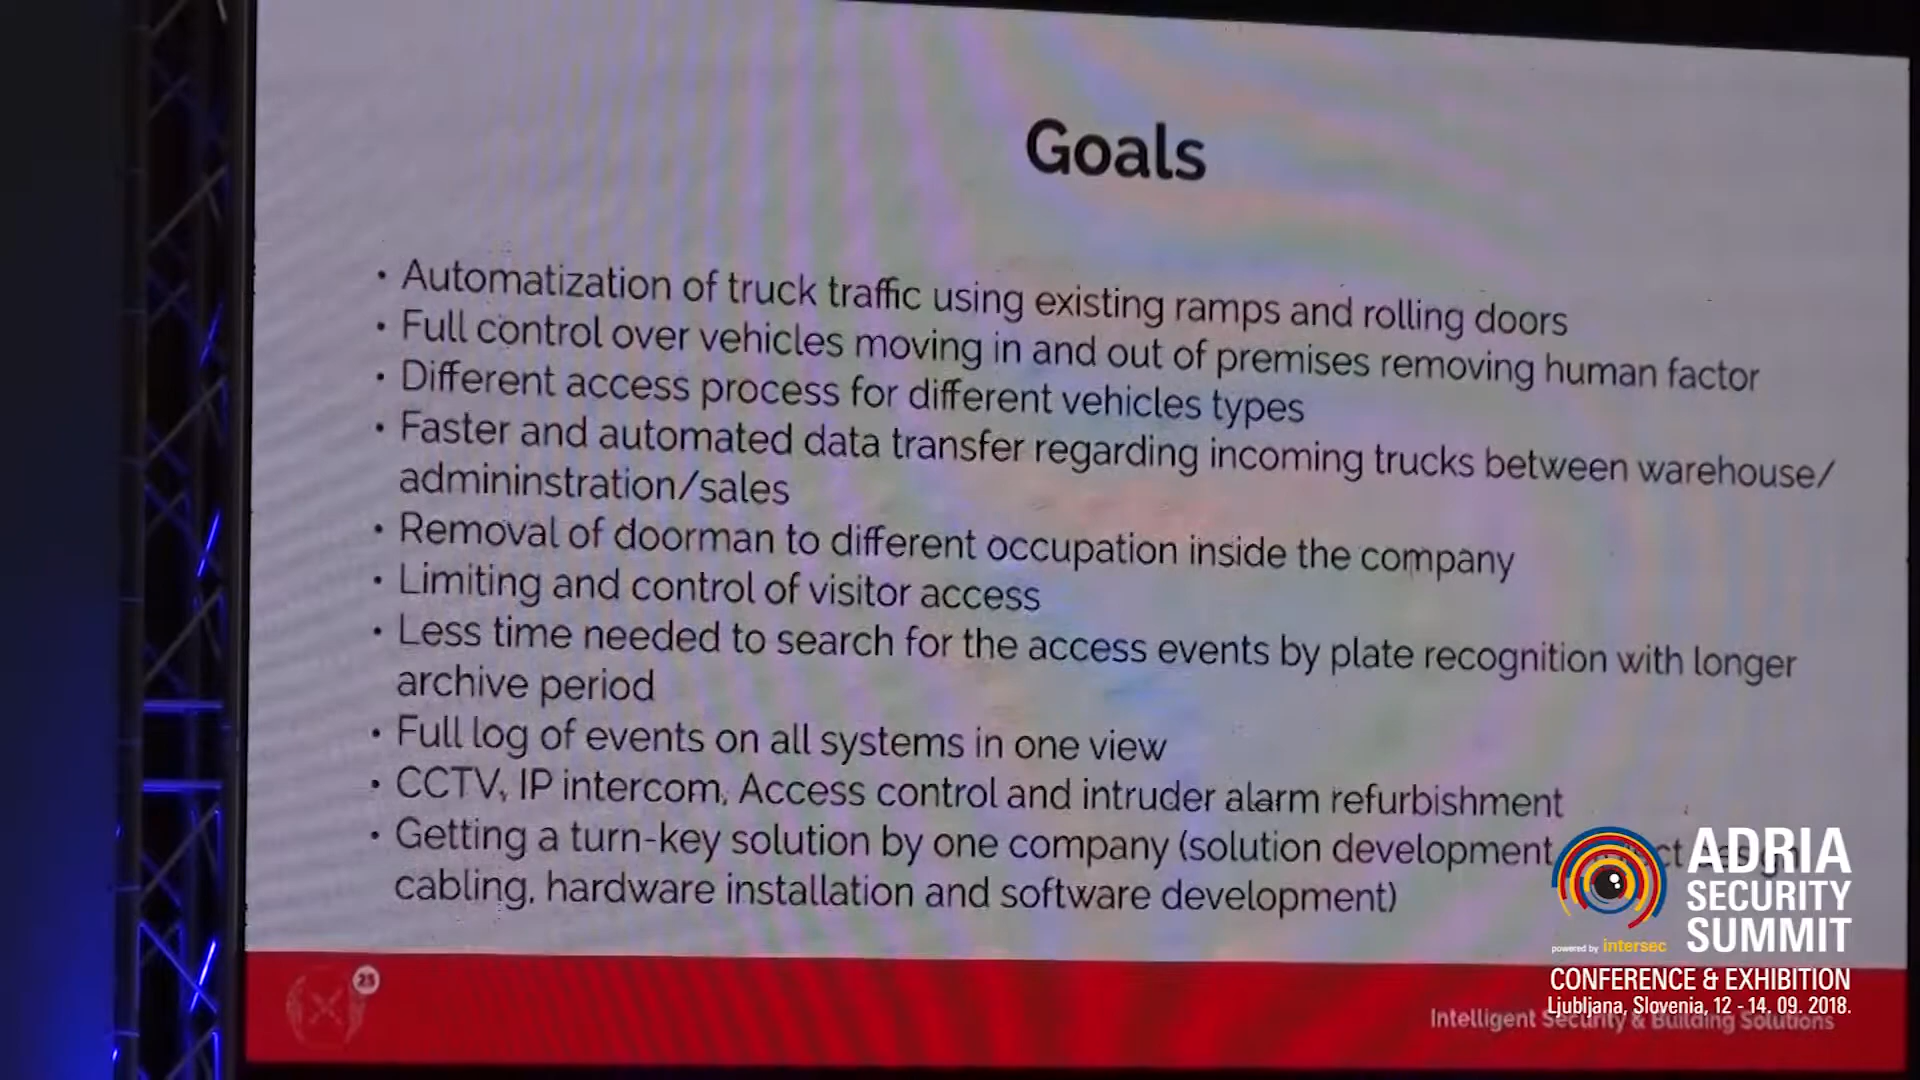 Goals
• Automatization of truck traffic using existing ramps and rolling doors
• Full control over vehicles moving in and out of premises removing human factor
• Different access process for different vehicles types
• Faster and automated data transfer regarding incoming trucks between warehouse/
admininstration/sales
• Removal of doorman to different occupation inside the company
• Limiting and control of visitor access
• Less time needed to search for the access events by plate recognition with longer
archive period
• Full log of events on all systems in one view
• CCTV, IP intercom, Access control and intruder alarm refurbishment
• Getting a turn-key solution by one company (solution development
cabling, hardware installation and software development)
25
Intelligent Security & Building Solutions
ADRIA
SECURITY
SUMMIT
powered by intersec
CONFERENCE & EXHIBITION
Ljubljana, Slovenia, 12 - 14. 09. 2018.